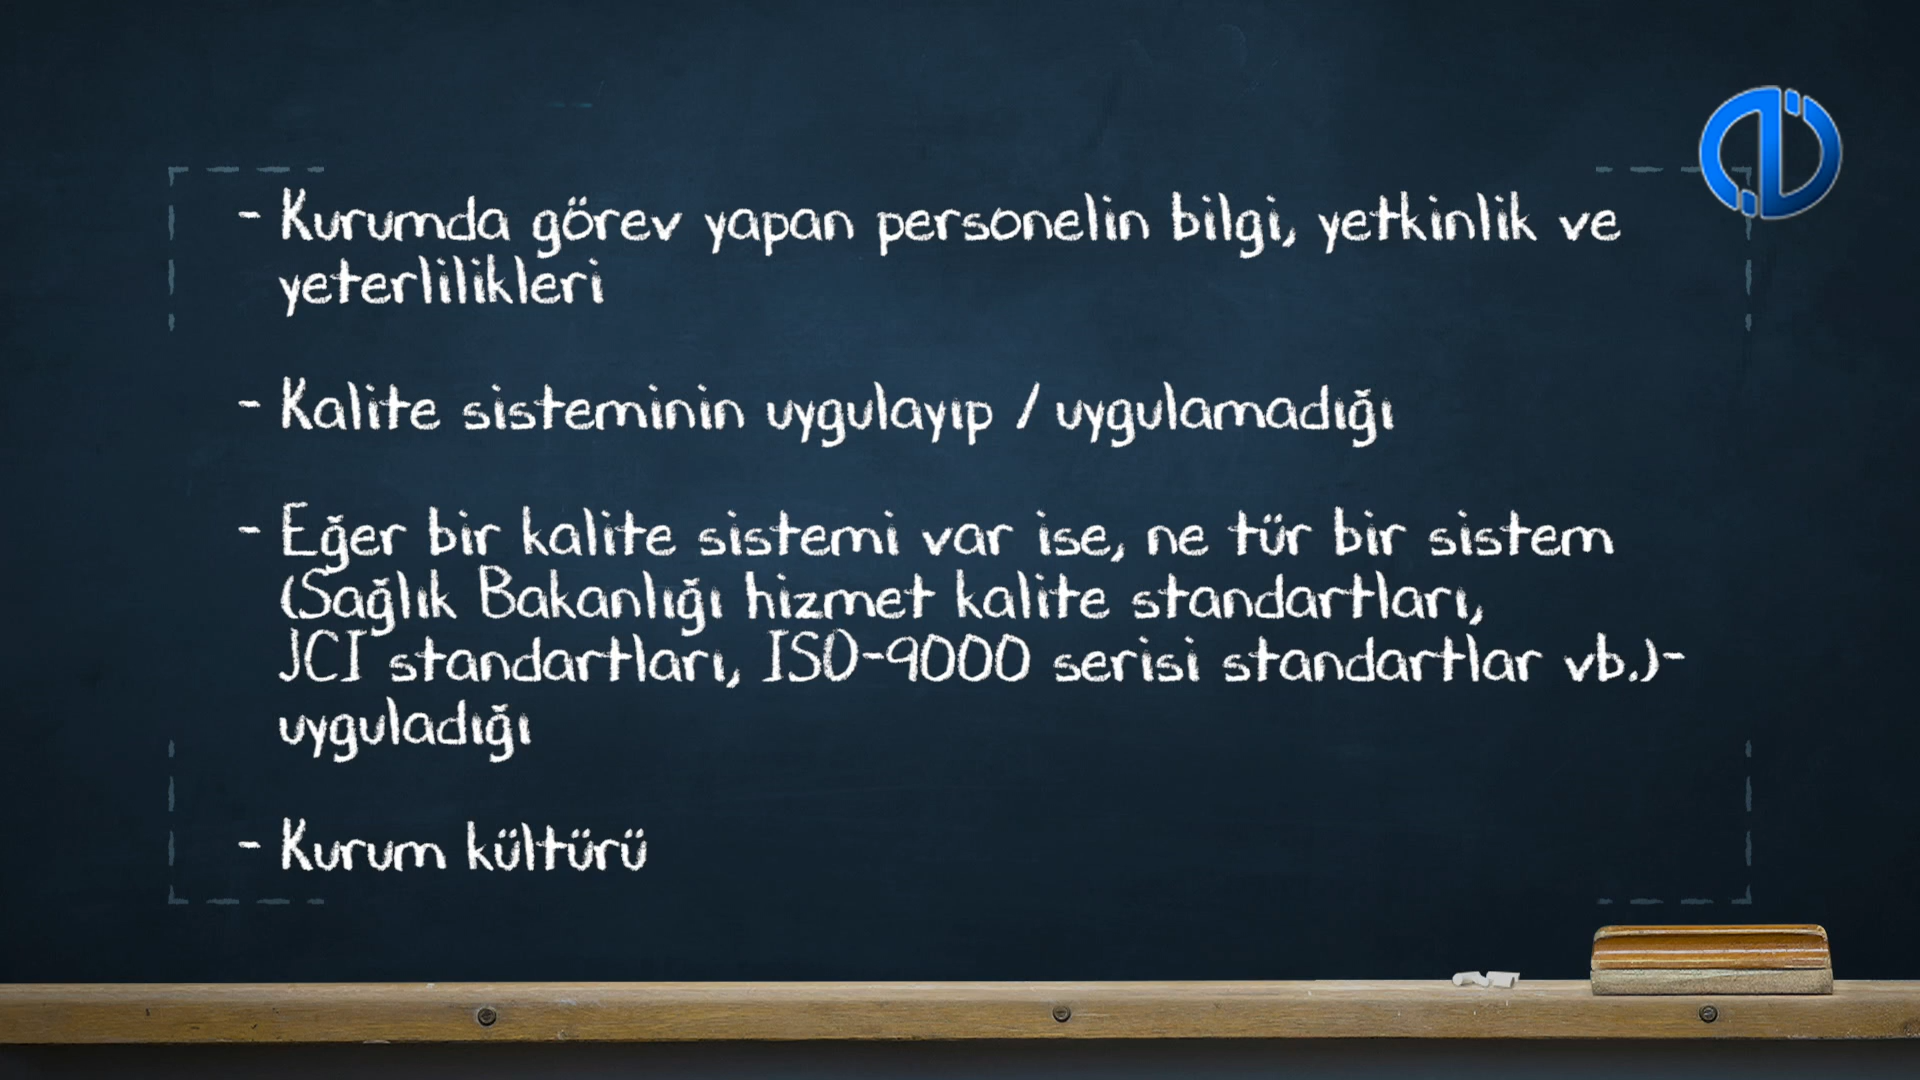 - Kurumda görev yapan personelin bilgi, yetkinlik ve
yeterlilikleri
- Kalite sisteminin uygulayıp / uygulamadığı
- Eğer bir kalite sistemi var ise, ne tür bir sistem
(Sağlık Bakanlığı hizmet kalite standartları,
JCI standartları, ISO-9000 serisi standartlar vb.)-
uyguladığı
- Kurum kültürü